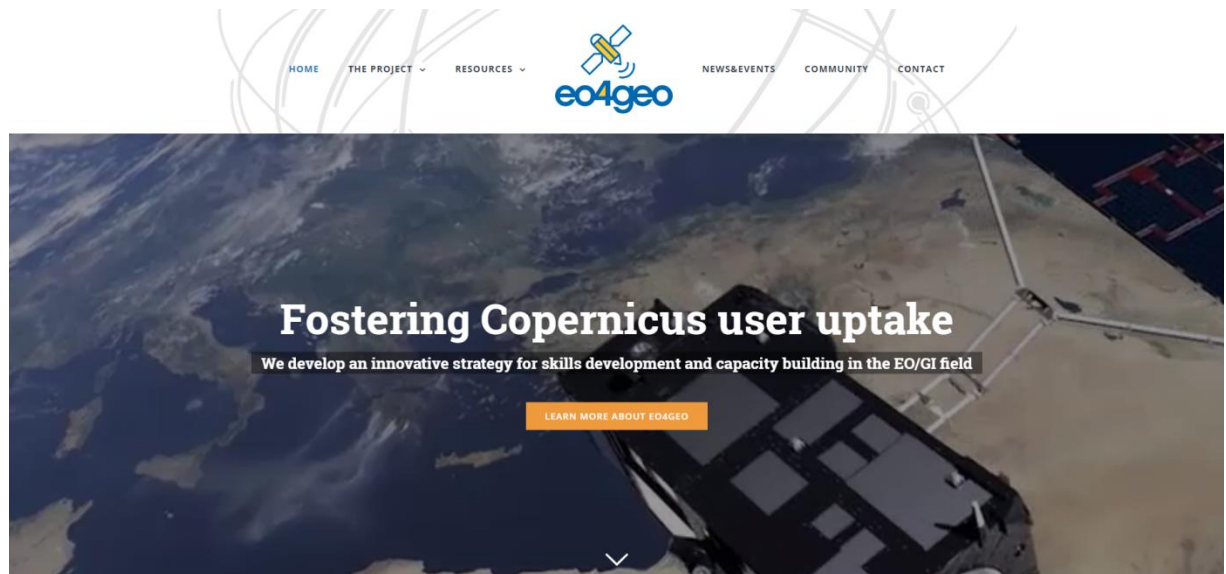 HOME
THE PROJECT
RESOURCES
eo4geo
NEWS&EVENTS
COMMUNITY
CONTACT
Fostering Copernicus user uptake
We develop an innovative strategy for skills development and capacity building in the EO/GI field
LEARN MORE ABOUT EO4GEO